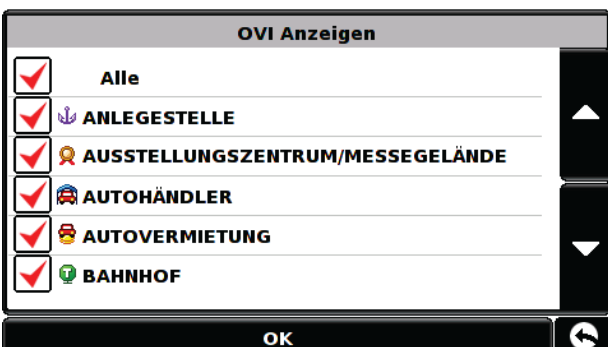 OVI Anzeigen
Alle
ANLEGESTELLE
AUSSTELLUNGSZENTRUM/MESSEGELÄNDE
AUTOHÄNDLER
AUTOVERMIETUNG
BAHNHOF
OK